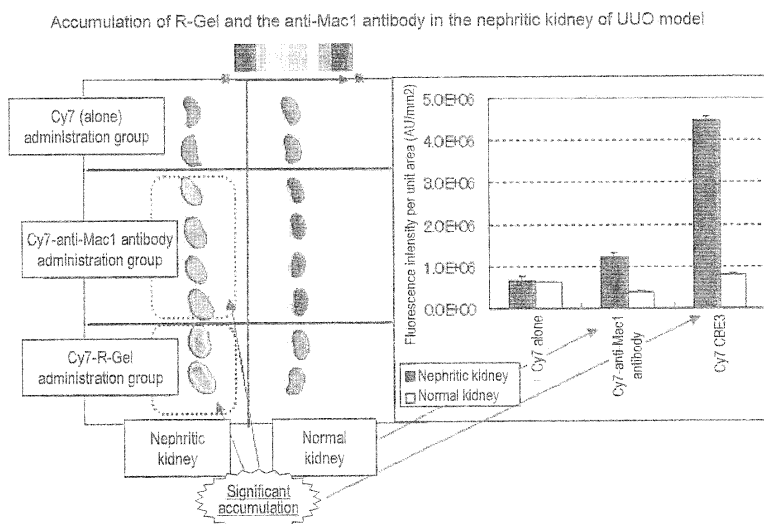 Accumulation of R-Gel and the anti-Mac1 antibody in the nephritic kidney of UUO model
Cy7 (alone)
administration group
Cy7-anti-Mac1 antibody
administration group
Cy7-R-Gel
administration group
Nephritic
kidney
Normal
kidney
Significant
accumulation
Fluorescence intensity per unit area (AU/mm2)
5.0E+06
4.0E+06
3.0E+06
2.0E+06
1.0E+06
0.0E+00
Cy7 alone
Cy7-anti-Mac1
antibody
Cy7 CBE3
Nephritic kidney
Normal kidney